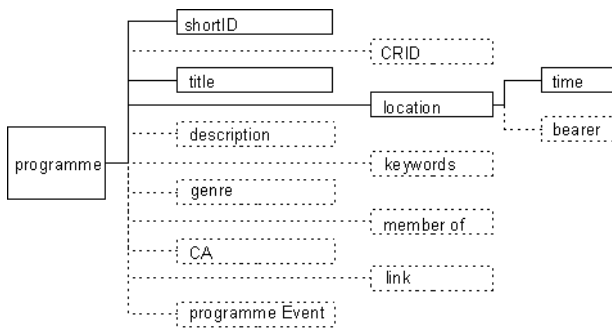 shortID
CRID
title
location
time
description
bearer
programme
keywords
genre
member of
CA
link
programme Event